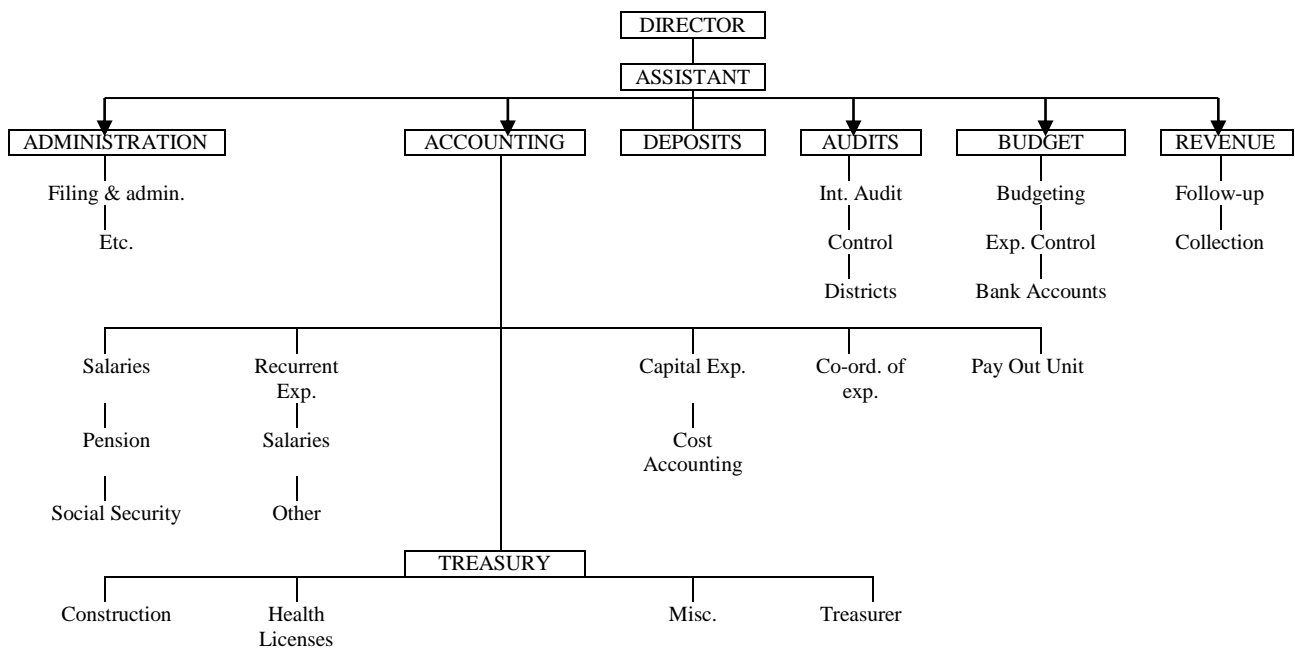 DIRECTOR
ASSISTANT
ADMINISTRATION
ACCOUNTING
DEPOSITS
AUDITS
BUDGET
REVENUE
Filing & admin.
Int. Audit
Budgeting
Follow-up
Etc.
Control
Exp. Control
Collection
Districts
Bank Accounts
Salaries
Recurrent
Exp.
Capital Exp.
Co-ord. of
exp.
Pay Out Unit
Pension
Salaries
Cost
Accounting
Social Security
Other
TREASURY
Construction
Health
Licenses
Misc.
Treasurer